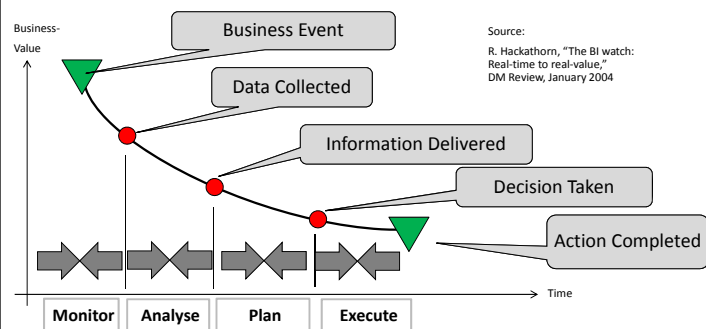 Business-
Value
Business Event
Source:
R. Hackathorn, "The BI watch:
Real-time to real-value,"
DM Review, January 2004
Data Collected
Information Delivered
Decision Taken
Action Completed
Time
Monitor
Analyse
Plan
Execute